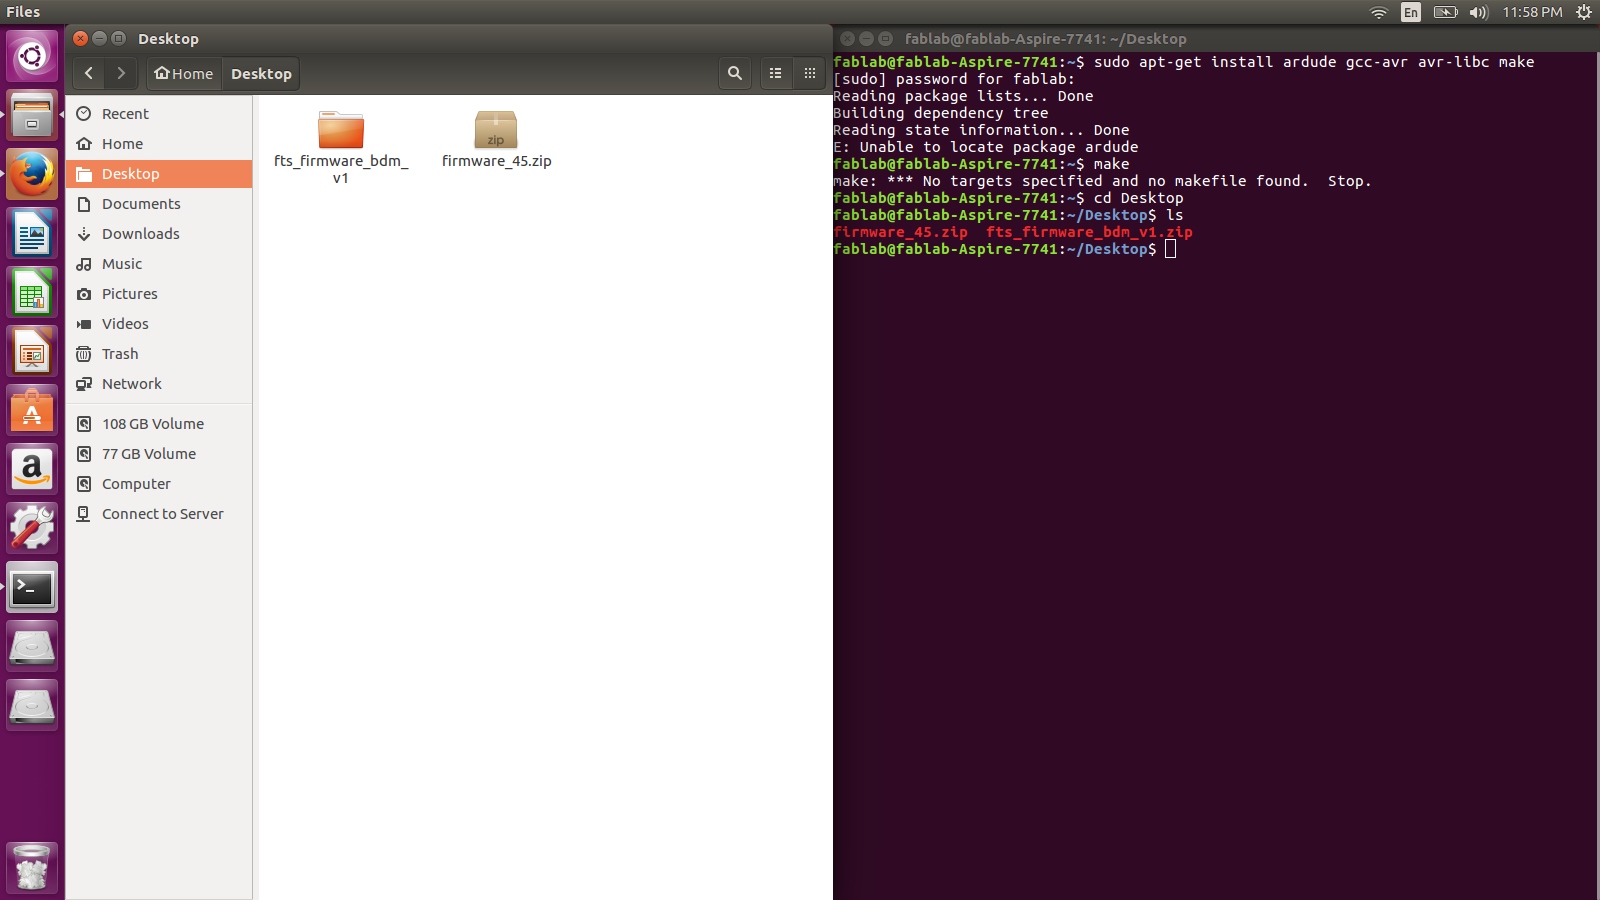 Files
En
11:58 PM
Desktop
Home
Desktop
Recent
Home
Desktop
Documents
Downloads
Music
Pictures
Videos
Trash
Network
108 GB Volume
77 GB Volume
Computer
Connect to Server
fts_firmware_bdm_
v1
zip
firmware_45.zip
fablab@fablab-Aspire-7741: ~/Desktop
fablab@fablab-Aspire-7741:~$ sudo apt-get install ardude gcc-avr avr-libc make
[sudo] password for fablab:
Reading package lists... Done
Building dependency tree
Reading state information... Done
E: Unable to locate package ardude
fablab@fablab-Aspire-7741:~$ make
make: *** No targets specified and no makefile found.  Stop.
fablab@fablab-Aspire-7741:~$ cd Desktop
fablab@fablab-Aspire-7741:~/Desktop$ ls
firmware_45.zip  fts_firmware_bdm_v1.zip
fablab@fablab-Aspire-7741:~/Desktop$